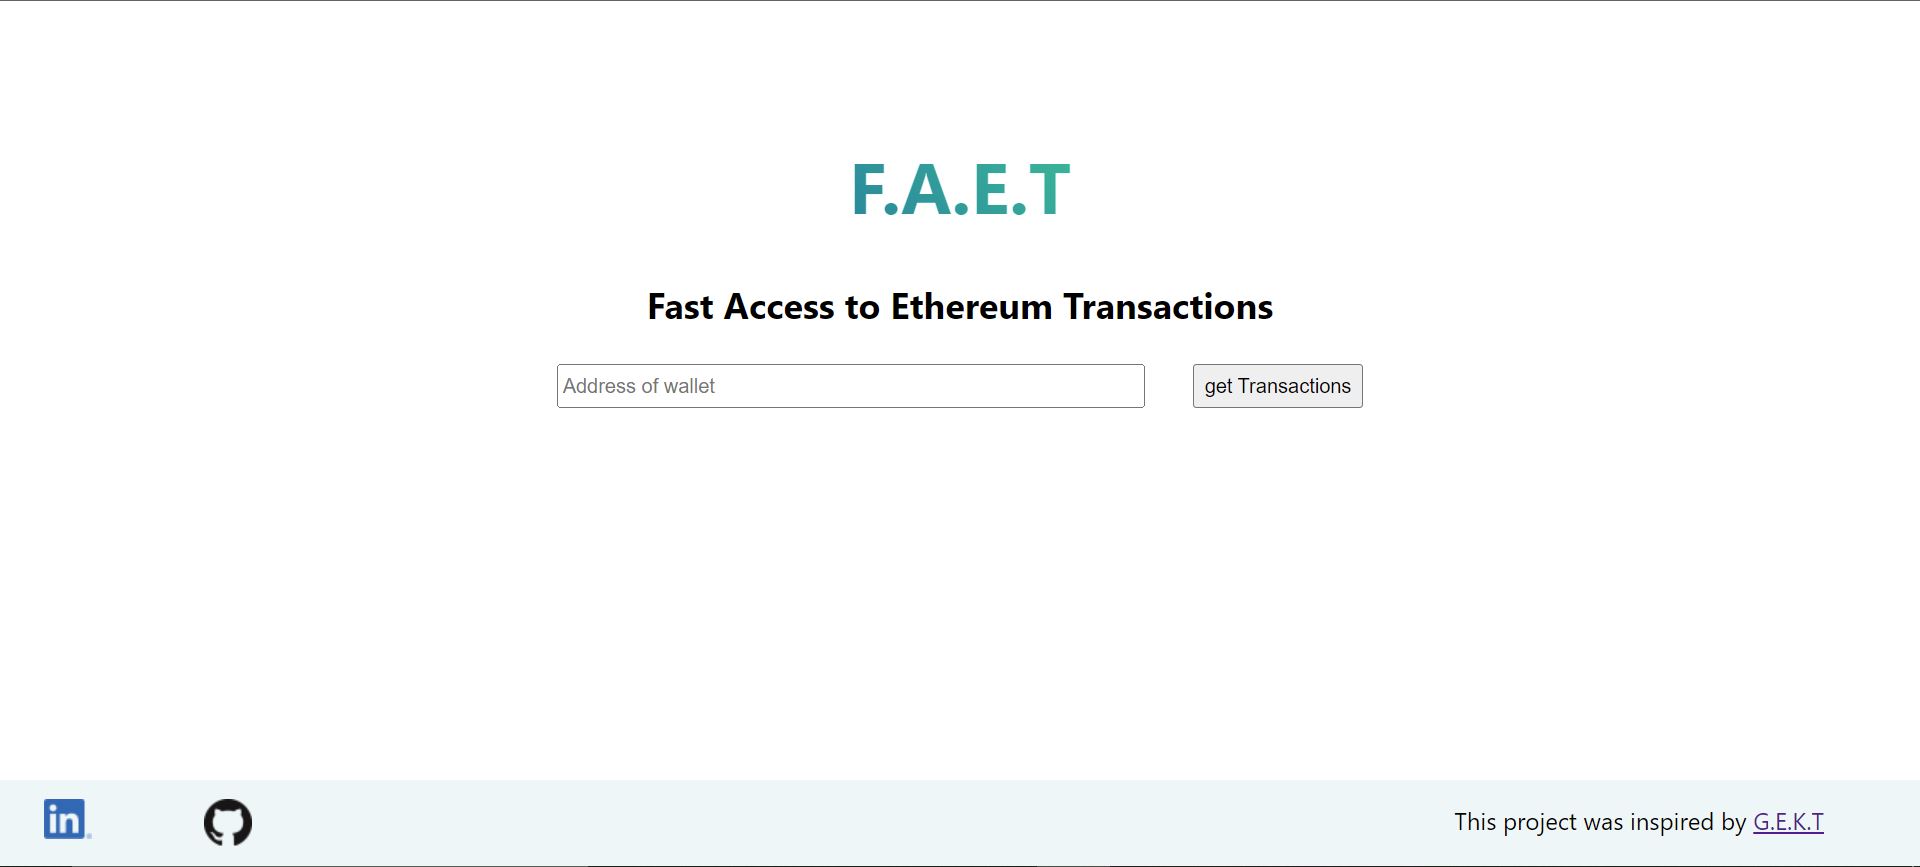 F.A.E.T
Fast Access to Ethereum Transactions
Address of wallet
get Transactions
in
This project was inspired by G.E.K.T